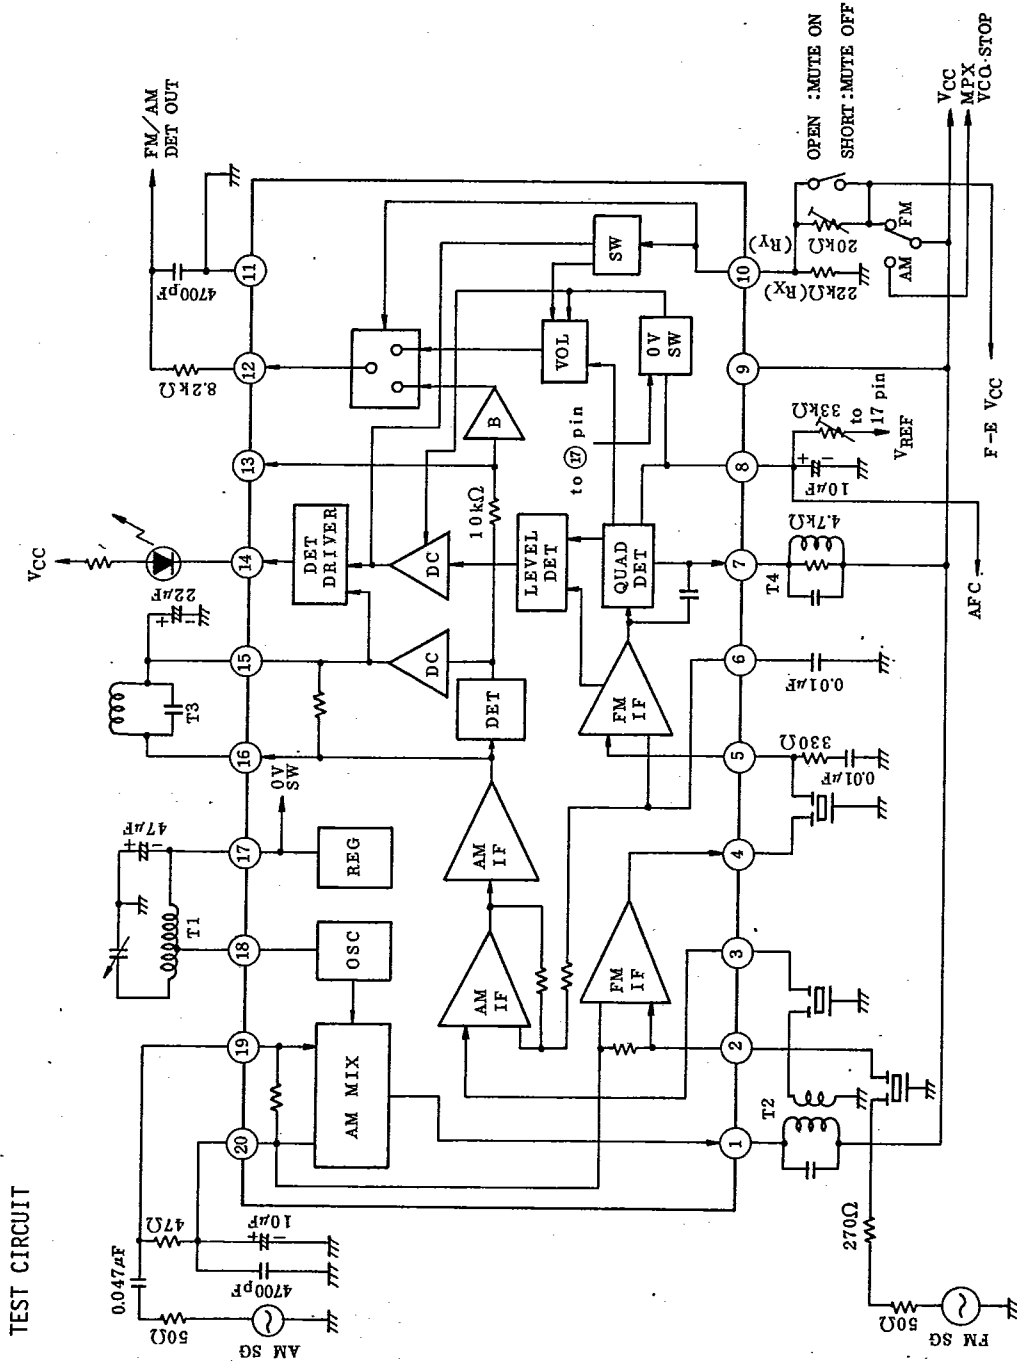 TEST CIRCUIT
AM SG
50Ω
0.047μF
47Ω
4700pF
10μF
+
−
20
19
18
17
16
15
14
13
12
11
T1
47μF
+
−
0V
SW
T3
22μF
+
−
VCC
8.2kΩ
4700pF
FM/AM
DET OUT
AM MIX
OSC
REG
AM
IF
AM
IF
DET
DC
DC
DET
DRIVER
10kΩ
B
FM
IF
FM
IF
LEVEL
DET
QUAD
DET
to ⑰ pin
VOL
0V
SW
SW
1
2
3
4
5
6
7
8
9
10
T2
FM SG
50Ω
270Ω
330Ω
0.01μF
0.01μF
T4
4.7kΩ
AFC
10μF
+
−
33kΩ
to
17 pin
VREF
F-E VCC
22kΩ(Rx)
20kΩ
(Ry)
AM
FM
OPEN :MUTE ON
SHORT:MUTE OFF
VCC
MPX
VCO·STOP